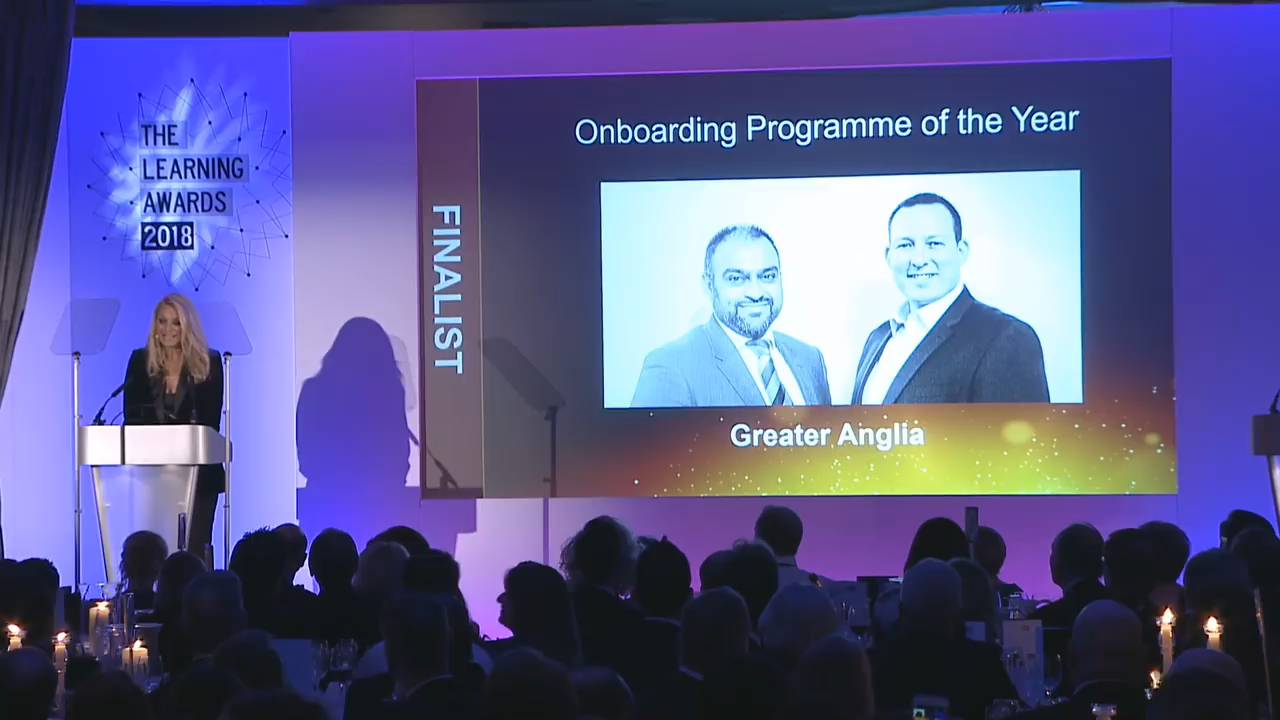 THE
LEARNING
AWARDS
2018
FINALIST
Onboarding Programme of the Year
Greater Anglia